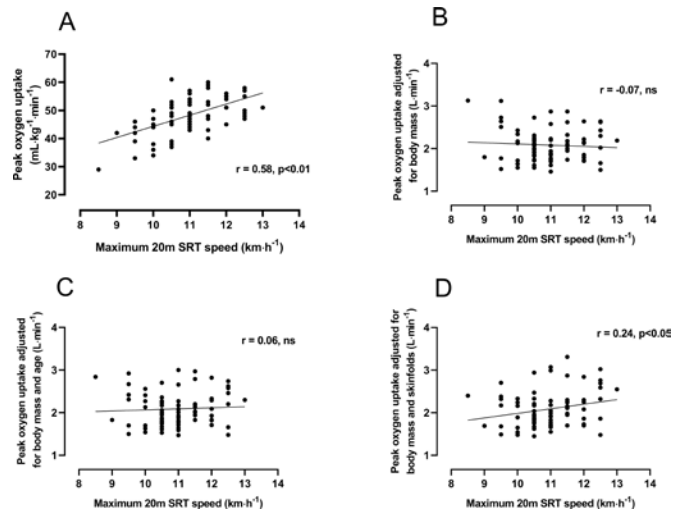 A
Peak oxygen uptake
(mL·kg⁻¹·min⁻¹)
70
60
50
40
30
20
r = 0.58, p<0.01
8 9 10 11 12 13 14
Maximum 20m SRT speed (km·h⁻¹)
B
Peak oxygen uptake adjusted
for body mass (L·min⁻¹)
4
3
2
1
r = -0.07, ns
8 9 10 11 12 13 14
Maximum 20m SRT speed (km·h⁻¹)
C
Peak oxygen uptake adjusted
for body mass and age (L·min⁻¹)
4
3
2
1
r = 0.06, ns
8 9 10 11 12 13 14
Maximum 20m SRT speed (km·h⁻¹)
D
Peak oxygen uptake adjusted for
body mass and skinfolds (L·min⁻¹)
4
3
2
1
r = 0.24, p<0.05
8 9 10 11 12 13 14
Maximum 20m SRT speed (km·h⁻¹)